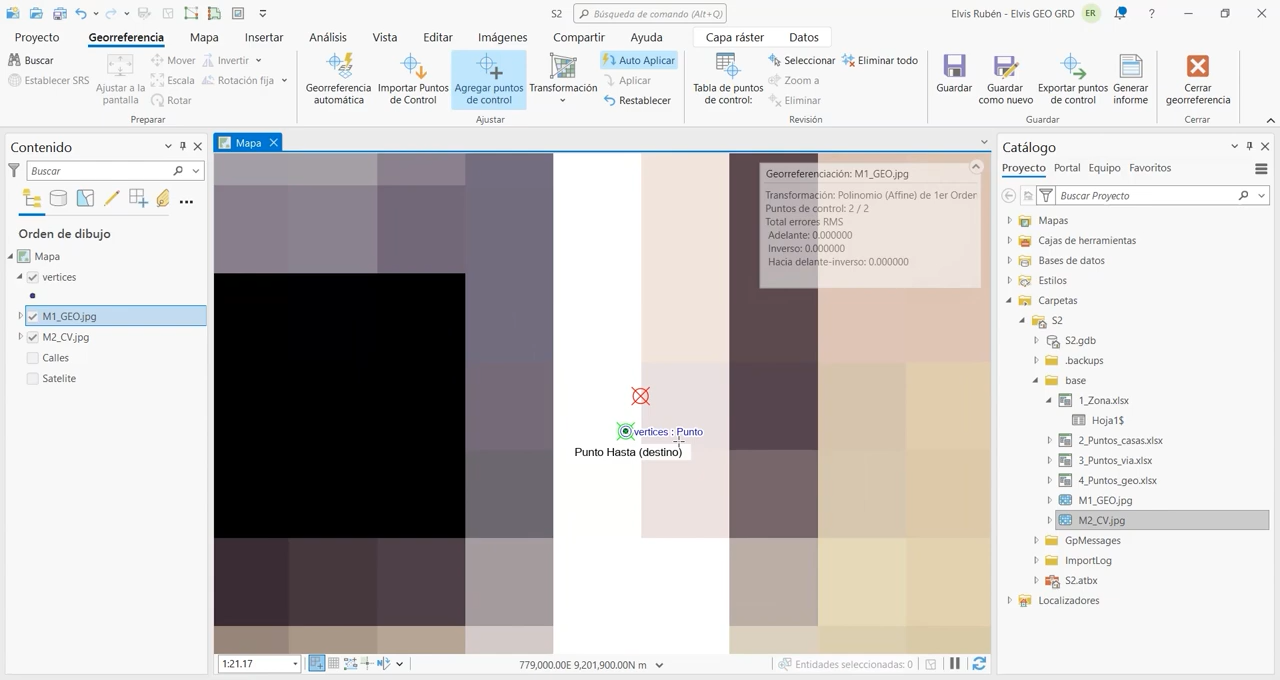 S2
Búsqueda de comando (Alt+Q)
Elvis Rubén - Elvis GEO GRD
ER
Proyecto
Georreferencia
Mapa
Insertar
Análisis
Vista
Editar
Imágenes
Compartir
Ayuda
Capa ráster
Datos
Buscar
Establecer SRS
Ajustar a la pantalla
Mover
Escala
Rotar
Invertir
Rotación fija
Preparar
Georreferencia automática
Importar Puntos de Control
Agregar puntos de control
Transformación
Auto Aplicar
Aplicar
Restablecer
Ajustar
Tabla de puntos de control:
Seleccionar
Zoom a
Eliminar
Eliminar todo
Revisión
Guardar
Guardar como nuevo
Exportar puntos de control
Generar informe
Guardar
Cerrar georreferencia
Cerrar
Contenido
Buscar
Orden de dibujo
Mapa
vertices
M1_GEO.jpg
M2_CV.jpg
Calles
Satelite
Mapa
Georreferenciación: M1_GEO.jpg
Transformación: Polinomio (Affine) de 1er Orden
Puntos de control: 2 / 2
Total errores RMS
Adelante: 0.000000
Inverso: 0.000000
Hacia delante-inverso: 0.000000
vertices : Punto
Punto Hasta (destino)
1:21.17
779,000.00E 9,201,900.00N m
Entidades seleccionadas: 0
Catálogo
Proyecto
Portal
Equipo
Favoritos
Buscar Proyecto
Mapas
Cajas de herramientas
Bases de datos
Estilos
Carpetas
S2
S2.gdb
.backups
base
1_Zona.xlsx
Hoja1$
2_Puntos_casas.xlsx
3_Puntos_via.xlsx
4_Puntos_geo.xlsx
M1_GEO.jpg
M2_CV.jpg
GpMessages
ImportLog
S2.atbx
Localizadores